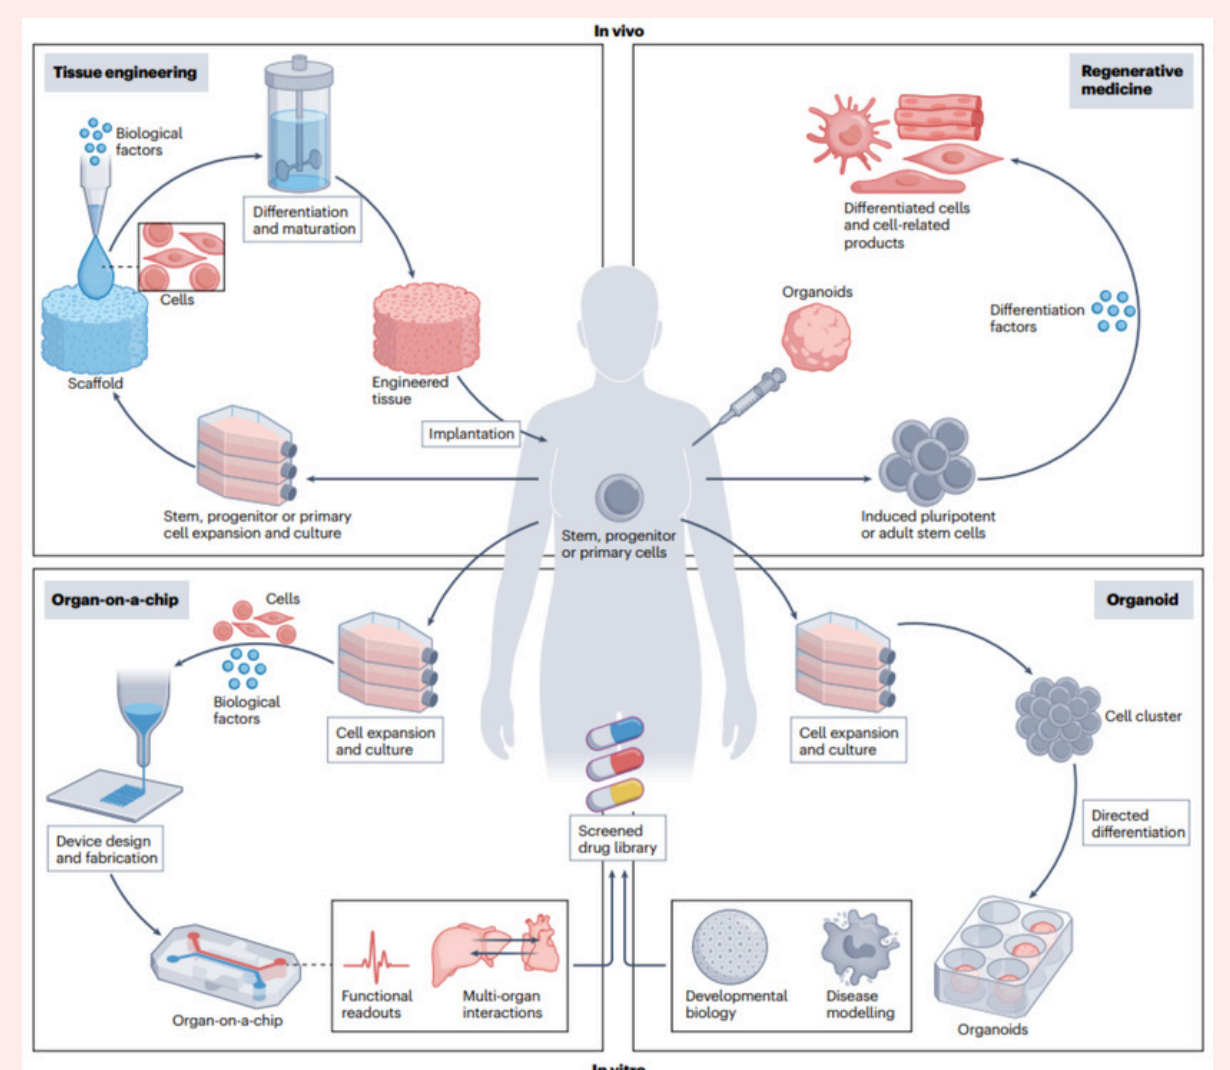 In vivo
Tissue engineering
Biological
factors
Cells
Scaffold
Differentiation
and maturation
Engineered
tissue
Implantation
Stem, progenitor or primary
cell expansion and culture
Regenerative
medicine
Differentiated cells
and cell-related
products
Organoids
Differentiation
factors
Induced pluripotent
or adult stem cells
Stem, progenitor
or primary cells
Organ-on-a-chip
Cells
Biological
factors
Cell expansion
and culture
Device design
and fabrication
Organ-on-a-chip
Functional
readouts
Multi-organ
interactions
Screened
drug library
Organoid
Cell expansion
and culture
Cell cluster
Directed
differentiation
Organoids
Developmental
biology
Disease
modelling
In vitro